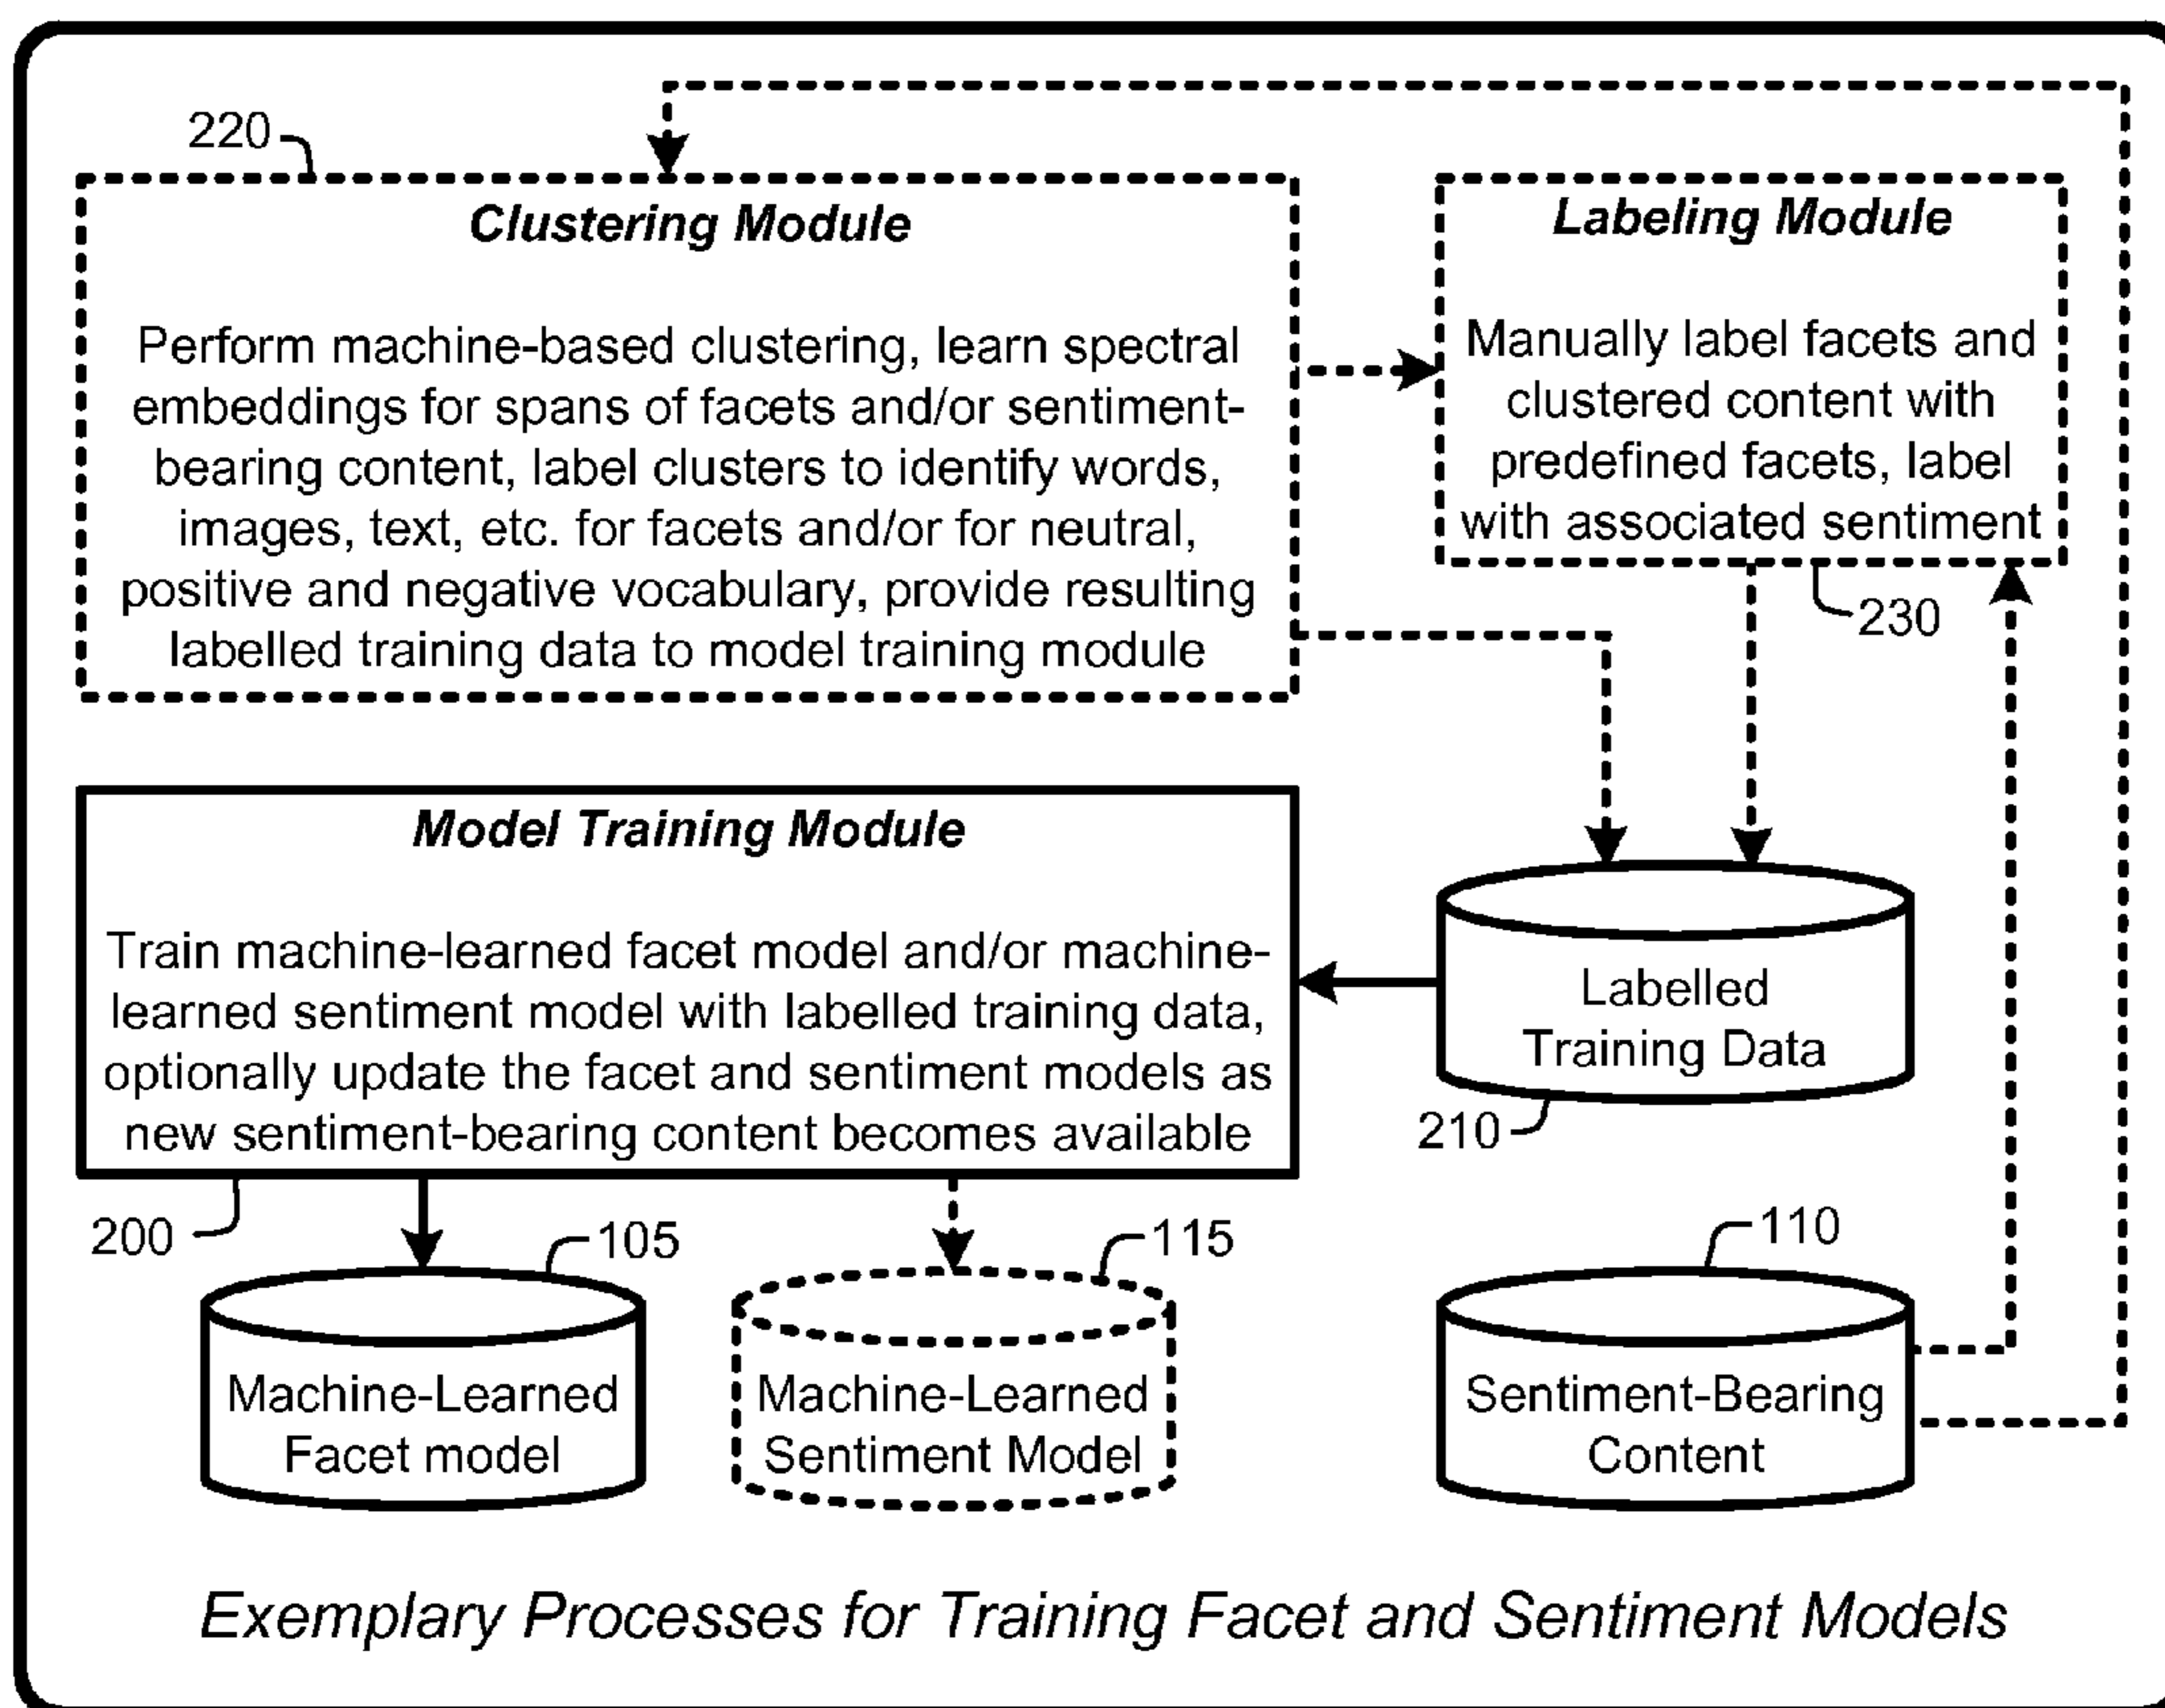 220
Clustering Module
Perform machine-based clustering, learn spectral
embeddings for spans of facets and/or sentiment-
bearing content, label clusters to identify words,
images, text, etc. for facets and/or for neutral,
positive and negative vocabulary, provide resulting
labelled training data to model training module
Labeling Module
Manually label facets and
clustered content with
predefined facets, label
with associated sentiment
230
Model Training Module
Train machine-learned facet model and/or machine-
learned sentiment model with labelled training data,
optionally update the facet and sentiment models as
new sentiment-bearing content becomes available
Labelled
Training Data
210
200
105
115
110
Machine-Learned
Facet model
Machine-Learned
Sentiment Model
Sentiment-Bearing
Content
Exemplary Processes for Training Facet and Sentiment Models